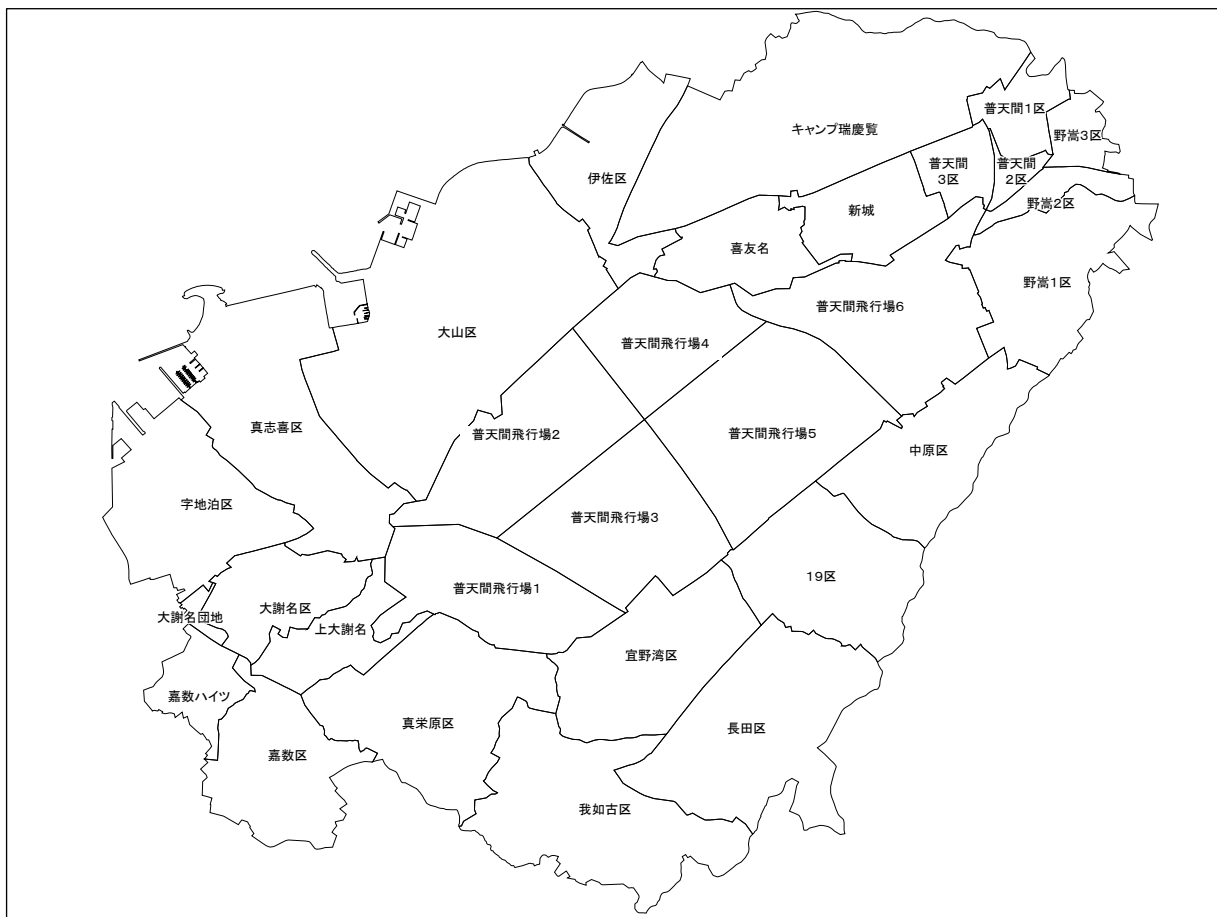 普天間1区
キャンプ瑞慶覧
野嵩3区
普天間
3区
普天間
2区
伊佐区
野嵩2区
新城
喜友名
野嵩1区
普天間飛行場6
大山区
普天間飛行場4
真志喜区
普天間飛行場2
普天間飛行場5
中原区
字地泊区
普天間飛行場3
19区
普天間飛行場1
大謝名区
大謝名団地
上大謝名
宜野湾区
嘉数ハイツ
真栄原区
長田区
嘉数区
我如古区